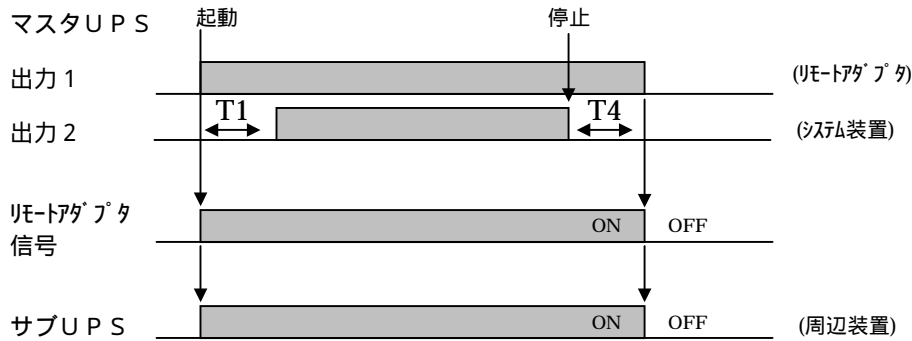 マスタＵＰＳ 起動 停止
出力１ (ﾘﾓｰﾄｱﾀﾞﾌﾟﾀ)
T1 T4
出力２ (ｼｽﾃﾑ装置)
ﾘﾓｰﾄｱﾀﾞﾌﾟﾀ
信号 ON OFF
サブＵＰＳ ON OFF (周辺装置)